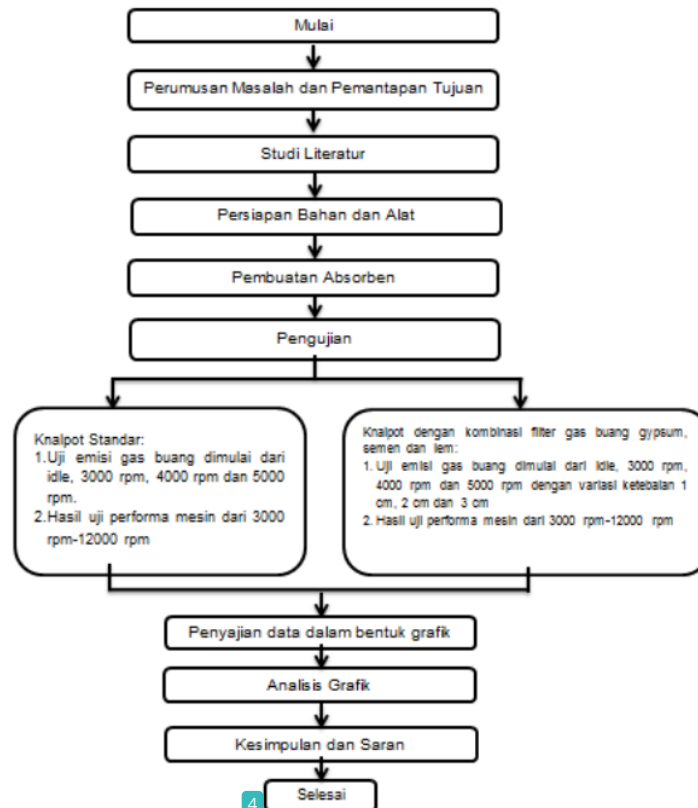 Mulai
Perumusan Masalah dan Pemantapan Tujuan
Studi Literatur
Persiapan Bahan dan Alat
Pembuatan Absorben
Pengujian
Knalpot Standar:
1.Uji emisi gas buang dimulai dari
idle, 3000 rpm, 4000 rpm dan 5000
rpm.
2.Hasil uji performa mesin dari 3000
rpm-12000 rpm
Knalpot dengan kombinasi filter gas buang gypsum,
semen dan lem:
1. Uji emisi gas buang dimulai dari idle, 3000 rpm,
4000 rpm dan 5000 rpm dengan variasi ketebalan 1
cm, 2 cm dan 3 cm
2. Hasil uji performa mesin dari 3000 rpm-12000 rpm
Penyajian data dalam bentuk grafik
Analisis Grafik
Kesimpulan dan Saran
Selesai
4